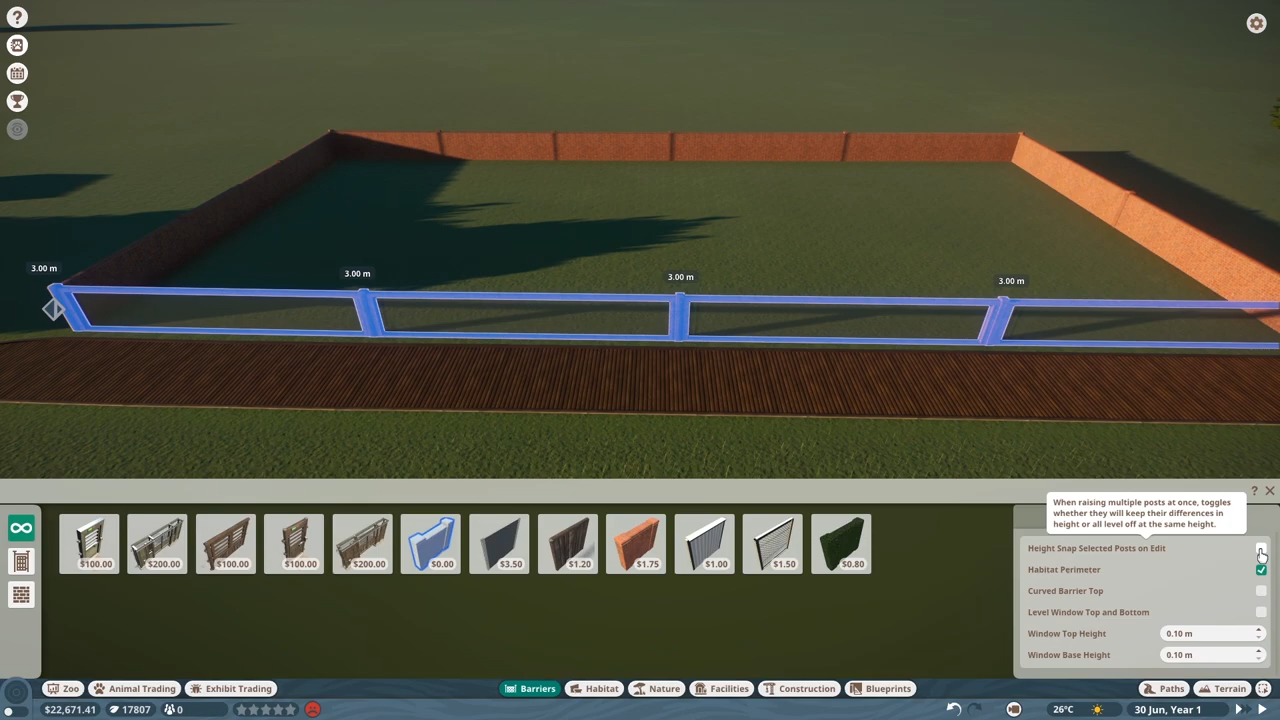 ?
3.00 m
3.00 m
3.00 m
3.00 m
?
When raising multiple posts at once, toggles
whether they will keep their differences in
height or all level off at the same height.
$100.00
$200.00
$100.00
$100.00
$200.00
$0.00
$3.50
$1.20
$1.75
$1.00
$1.50
$0.80
Height Snap Selected Posts on Edit
Habitat Perimeter
Curved Barrier Top
Level Window Top and Bottom
Window Top Height
0.10 m
Window Base Height
0.10 m
Zoo
Animal Trading
Exhibit Trading
Barriers
Habitat
Nature
Facilities
Construction
Blueprints
Paths
Terrain
$22,671.41
17807
0
26°C
30 Jun, Year 1